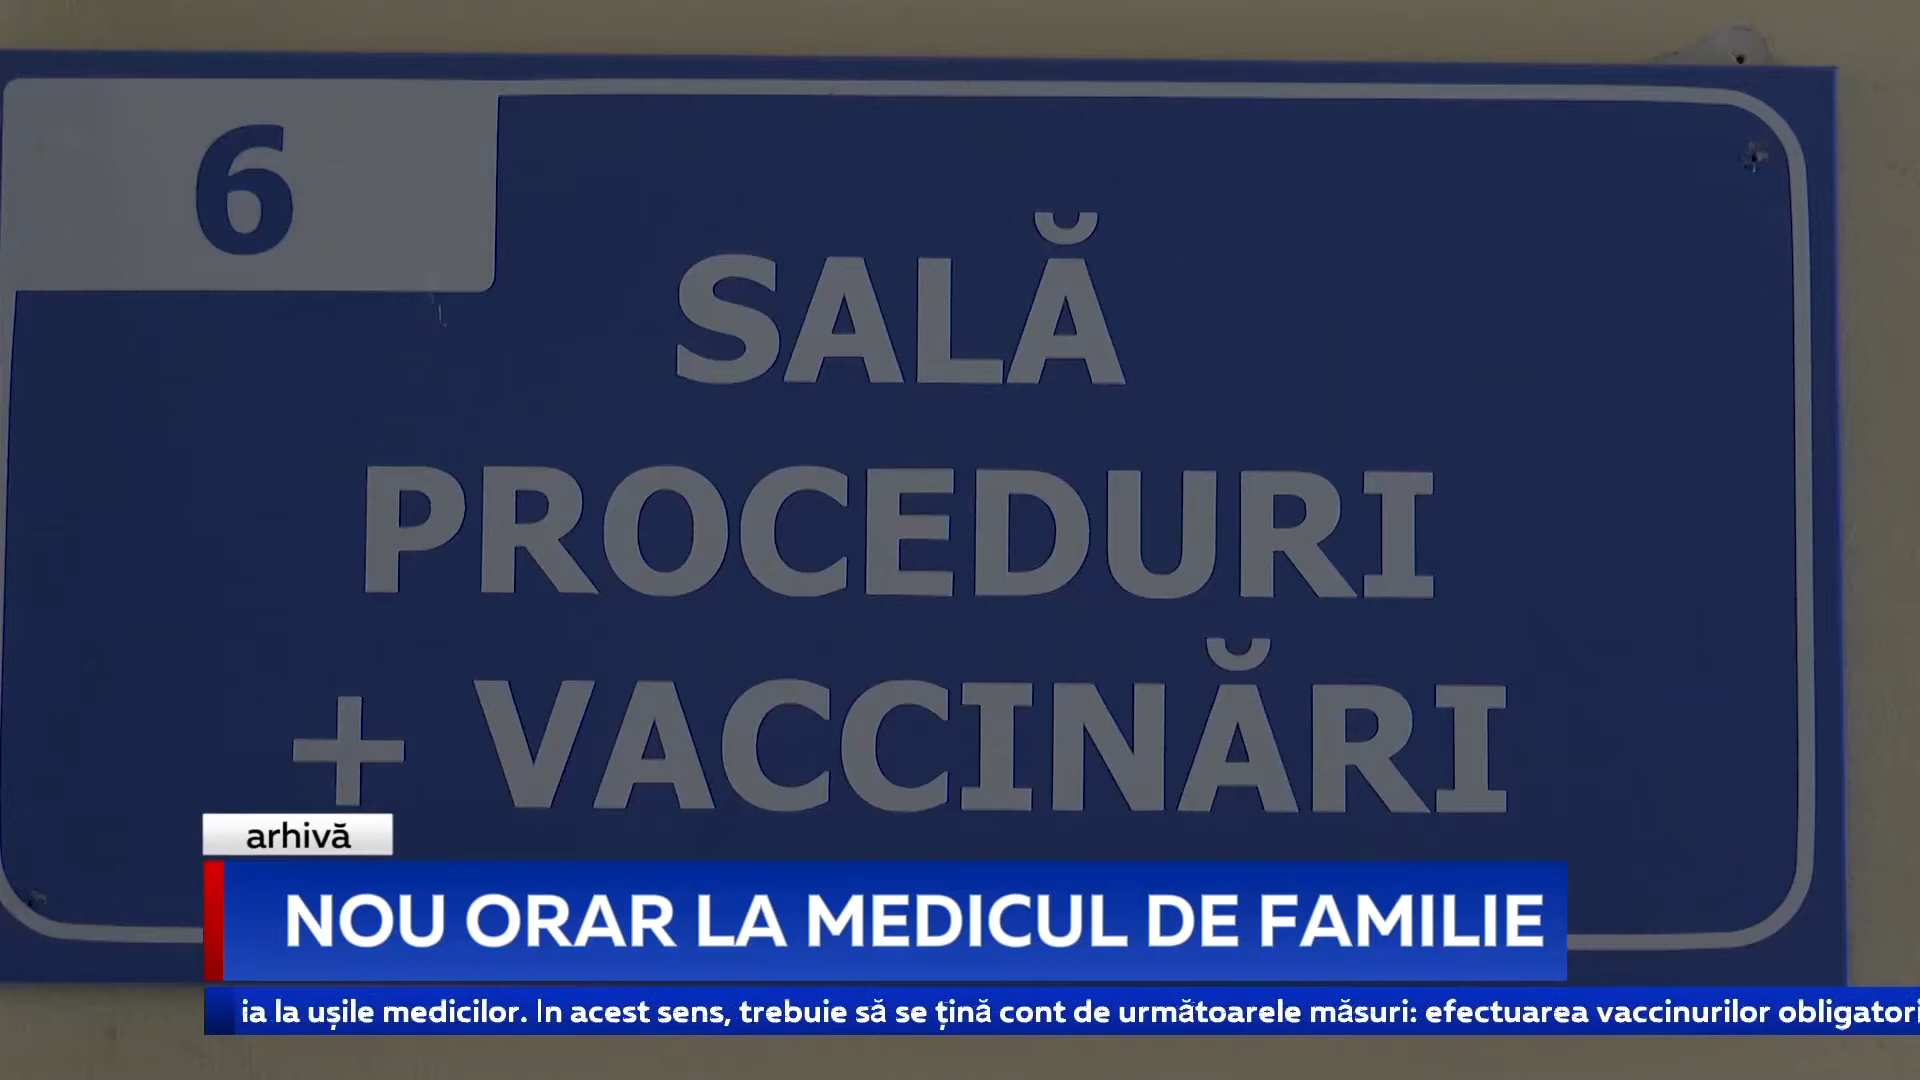 6
SALĂ
PROCEDURI
+ VACCINĂRI
arhivă
NOU ORAR LA MEDICUL DE FAMILIE
ia la ușile medicilor. In acest sens, trebuie să se țină cont de următoarele măsuri: efectuarea vaccinurilor obligatori